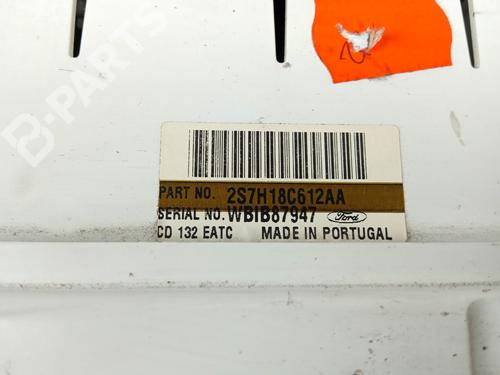 B-PARTS
PART NO. 2S7H18C612AA
SERIAL NO. WBIB87947 Ford
CD 132 EATC MADE IN PORTUGAL